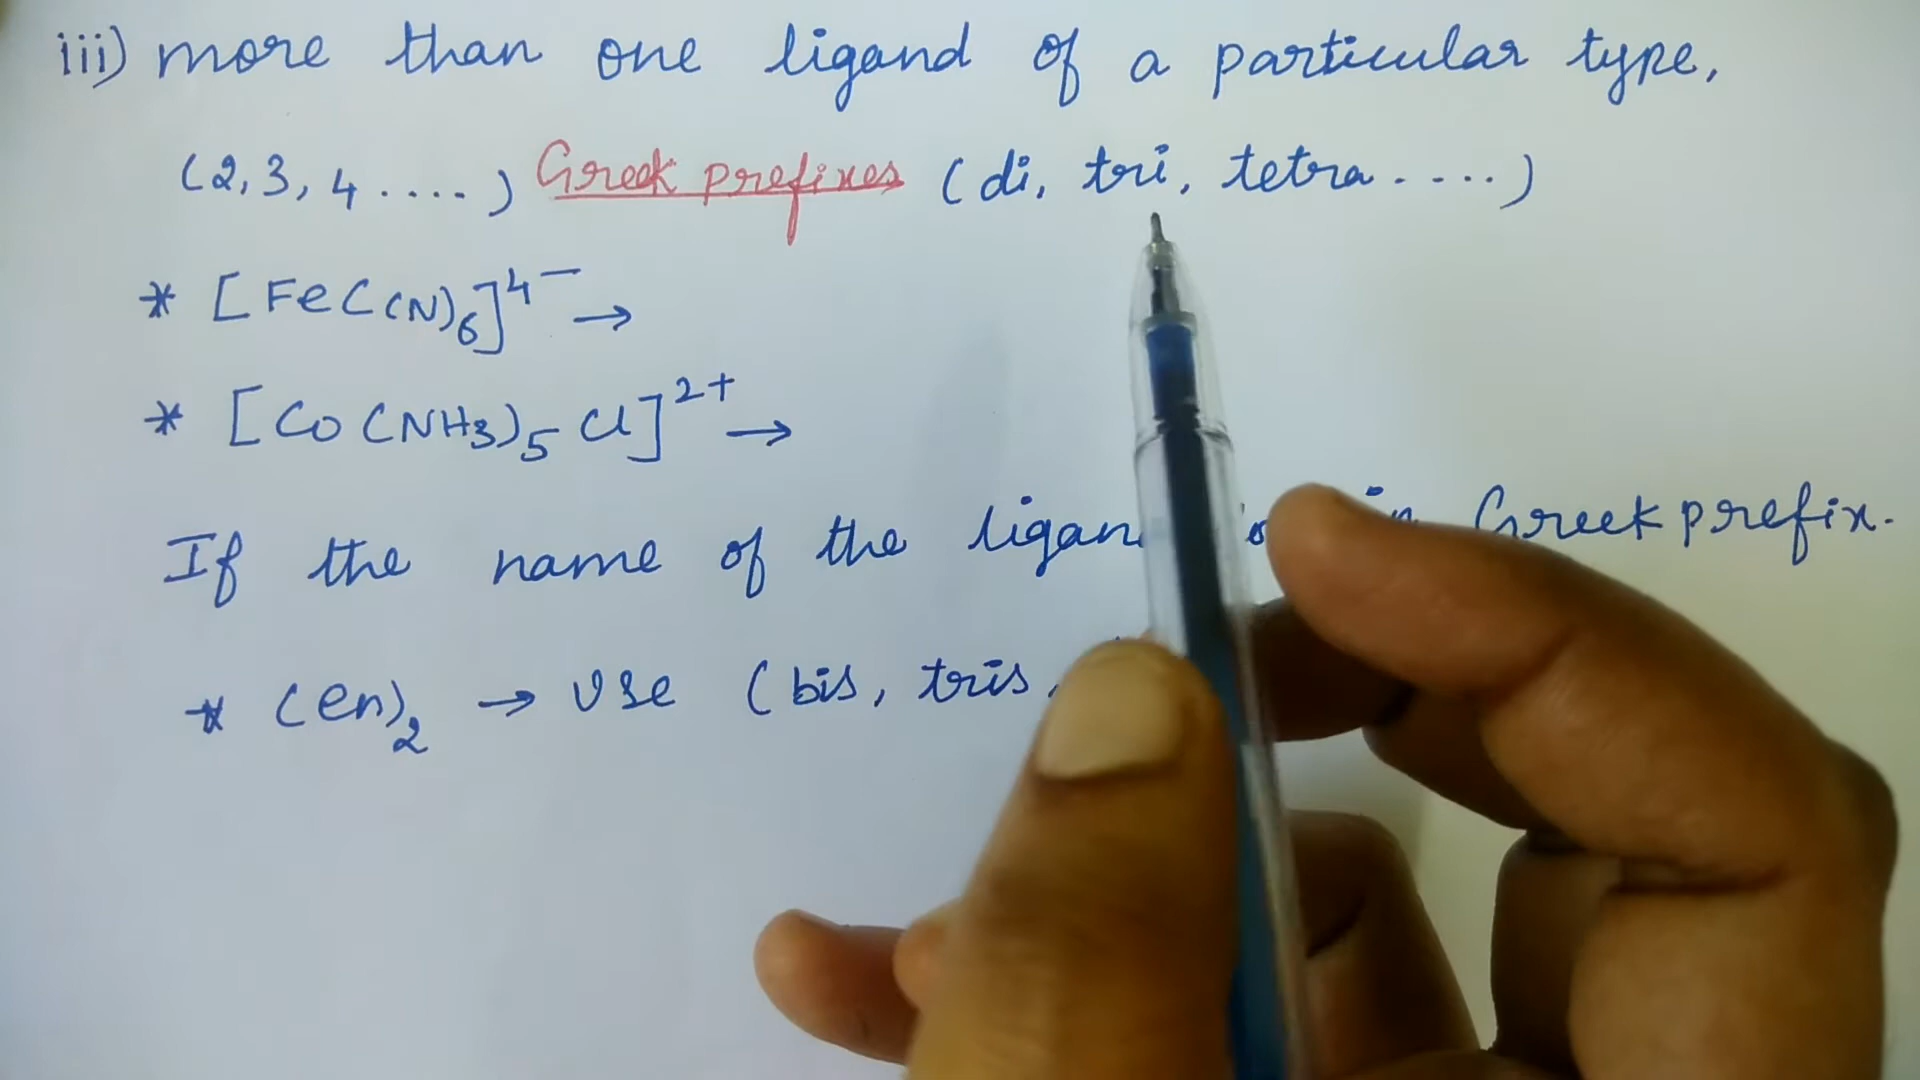 iii) more than one ligand of a particular type,
(2, 3, 4 ....) Greek prefixes (di, tri, tetra ....)
* [Fe(CN)6]4- →
* [Co(NH3)5Cl]2+ →
If the name of the Greek prefix.
* (en)2 → Use (bis, tris,